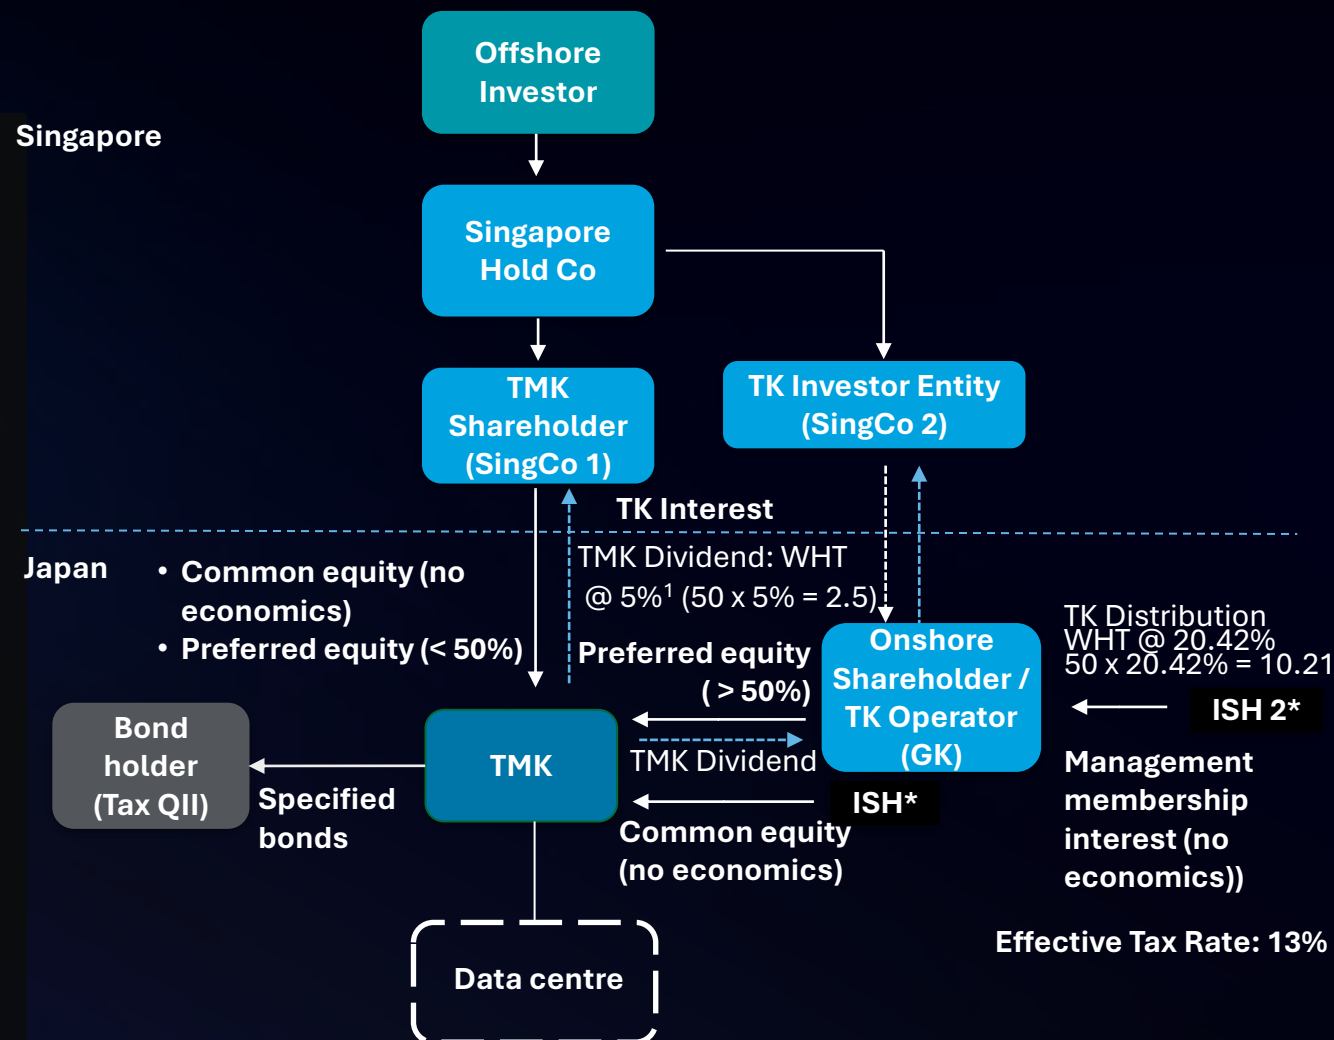 Offshore
Investor
Singapore
Singapore
Hold Co
TMK
Shareholder
(SingCo 1)
TK Investor Entity
(SingCo 2)
TK Interest
Japan
• Common equity (no
economics)
• Preferred equity (< 50%)
TMK Dividend: WHT
@ 5%¹ (50 x 5% = 2.5)
Preferred equity
( > 50%)
Onshore
Shareholder /
TK Operator
(GK)
TK Distribution
WHT @ 20.42%
50 x 20.42% = 10.21
ISH 2*
Bond
holder
(Tax QII)
Specified
bonds
TMK
TMK Dividend
ISH*
Common equity
(no economics)
Management
membership
interest (no
economics))
Effective Tax Rate: 13%
Data centre